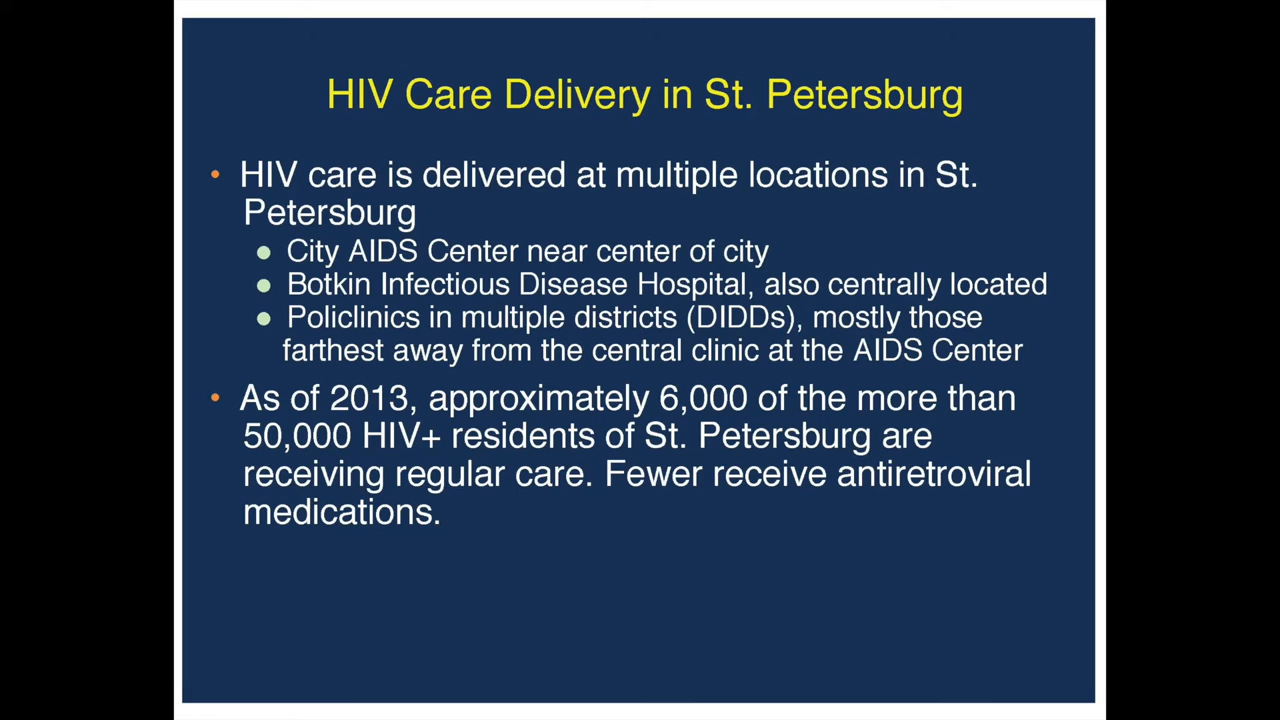 HIV Care Delivery in St. Petersburg
• HIV care is delivered at multiple locations in St.
Petersburg
● City AIDS Center near center of city
● Botkin Infectious Disease Hospital, also centrally located
● Policlinics in multiple districts (DIDDs), mostly those
farthest away from the central clinic at the AIDS Center
• As of 2013, approximately 6,000 of the more than
50,000 HIV+ residents of St. Petersburg are
receiving regular care. Fewer receive antiretroviral
medications.